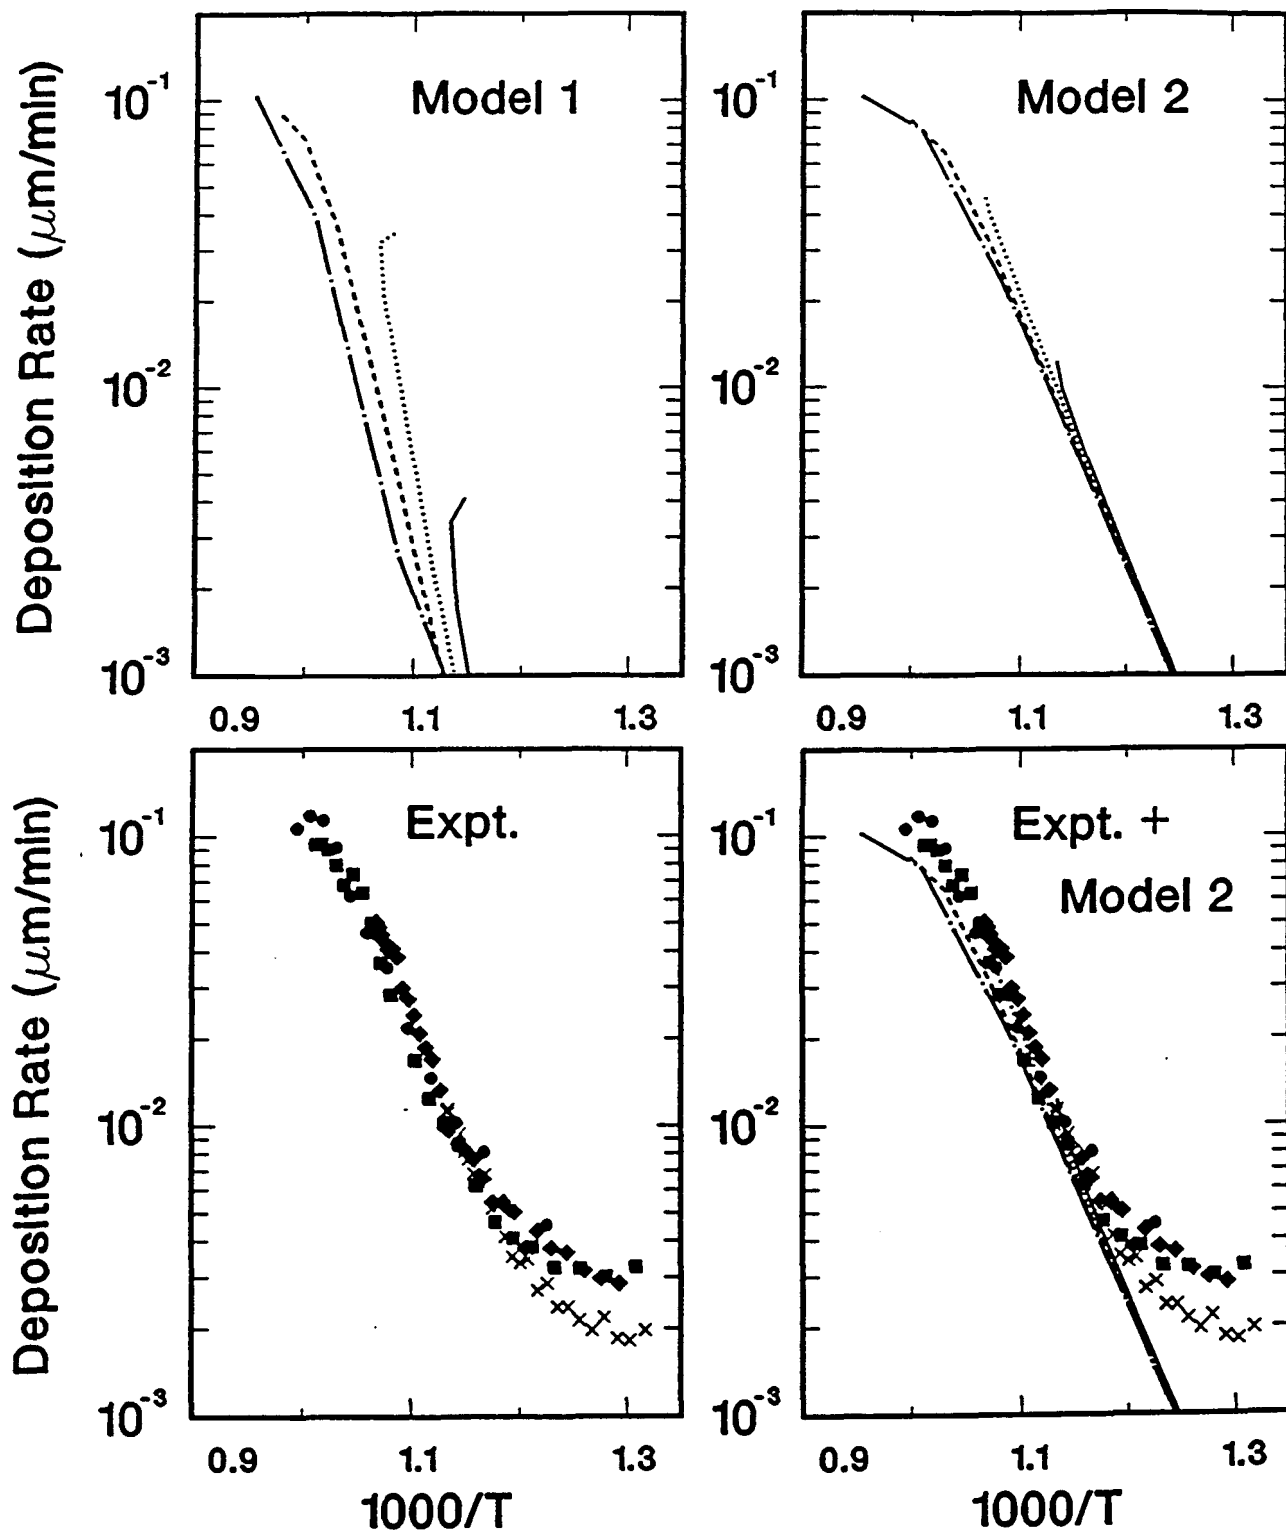 Model 1
Deposition Rate (μm/min)
10⁻¹
10⁻²
10⁻³
0.9 1.1 1.3
Model 2
10⁻¹
10⁻²
10⁻³
0.9 1.1 1.3
Expt.
Deposition Rate (μm/min)
10⁻¹
10⁻²
10⁻³
0.9 1.1 1.3
1000/T
Expt. +
Model 2
10⁻¹
10⁻²
10⁻³
0.9 1.1 1.3
1000/T